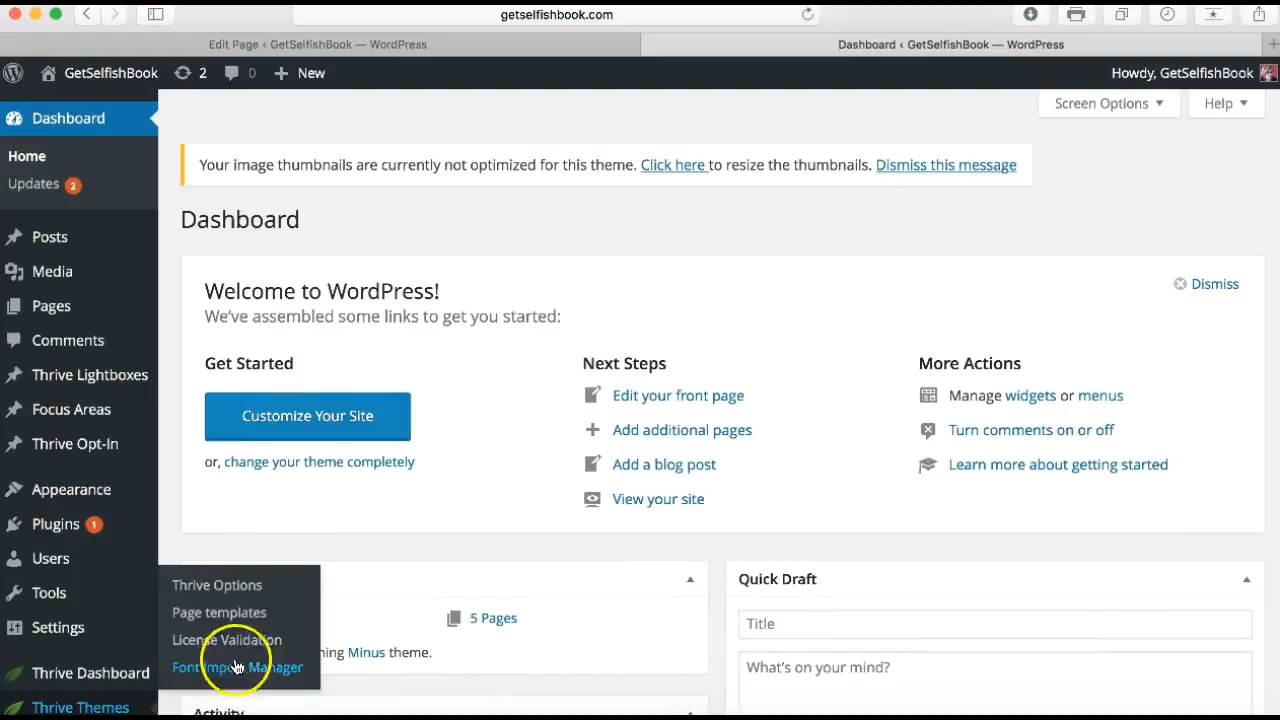 getselfishbook.com
Edit Page ‹ GetSelfishBook — WordPress
Dashboard ‹ GetSelfishBook — WordPress
GetSelfishBook 2 0 + New
Howdy, GetSelfishBook
Dashboard
Screen Options ▼
Help ▼
Home
Updates 2
Your image thumbnails are currently not optimized for this theme. Click here to resize the thumbnails. Dismiss this message
Dashboard
Posts
Media
Pages
Comments
Thrive Lightboxes
Focus Areas
Thrive Opt-In
Appearance
Plugins 1
Users
Tools
Settings
Thrive Dashboard
Thrive Themes
Welcome to WordPress!
We've assembled some links to get you started:
Dismiss
Get Started
Customize Your Site
or, change your theme completely
Next Steps
Edit your front page
Add additional pages
Add a blog post
View your site
More Actions
Manage widgets or menus
Turn comments on or off
Learn more about getting started
Thrive Options
Page templates
License Validation
Font Import Manager
5 Pages
Minus theme.
Activity
Quick Draft
Title
What's on your mind?